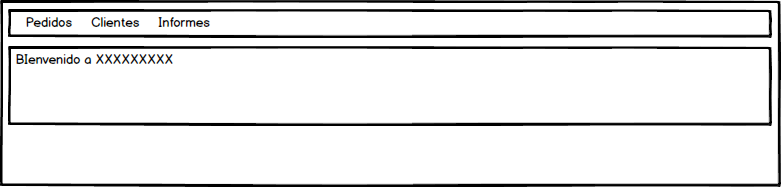 Pedidos Clientes Informes
BIenvenido a XXXXXXXXX